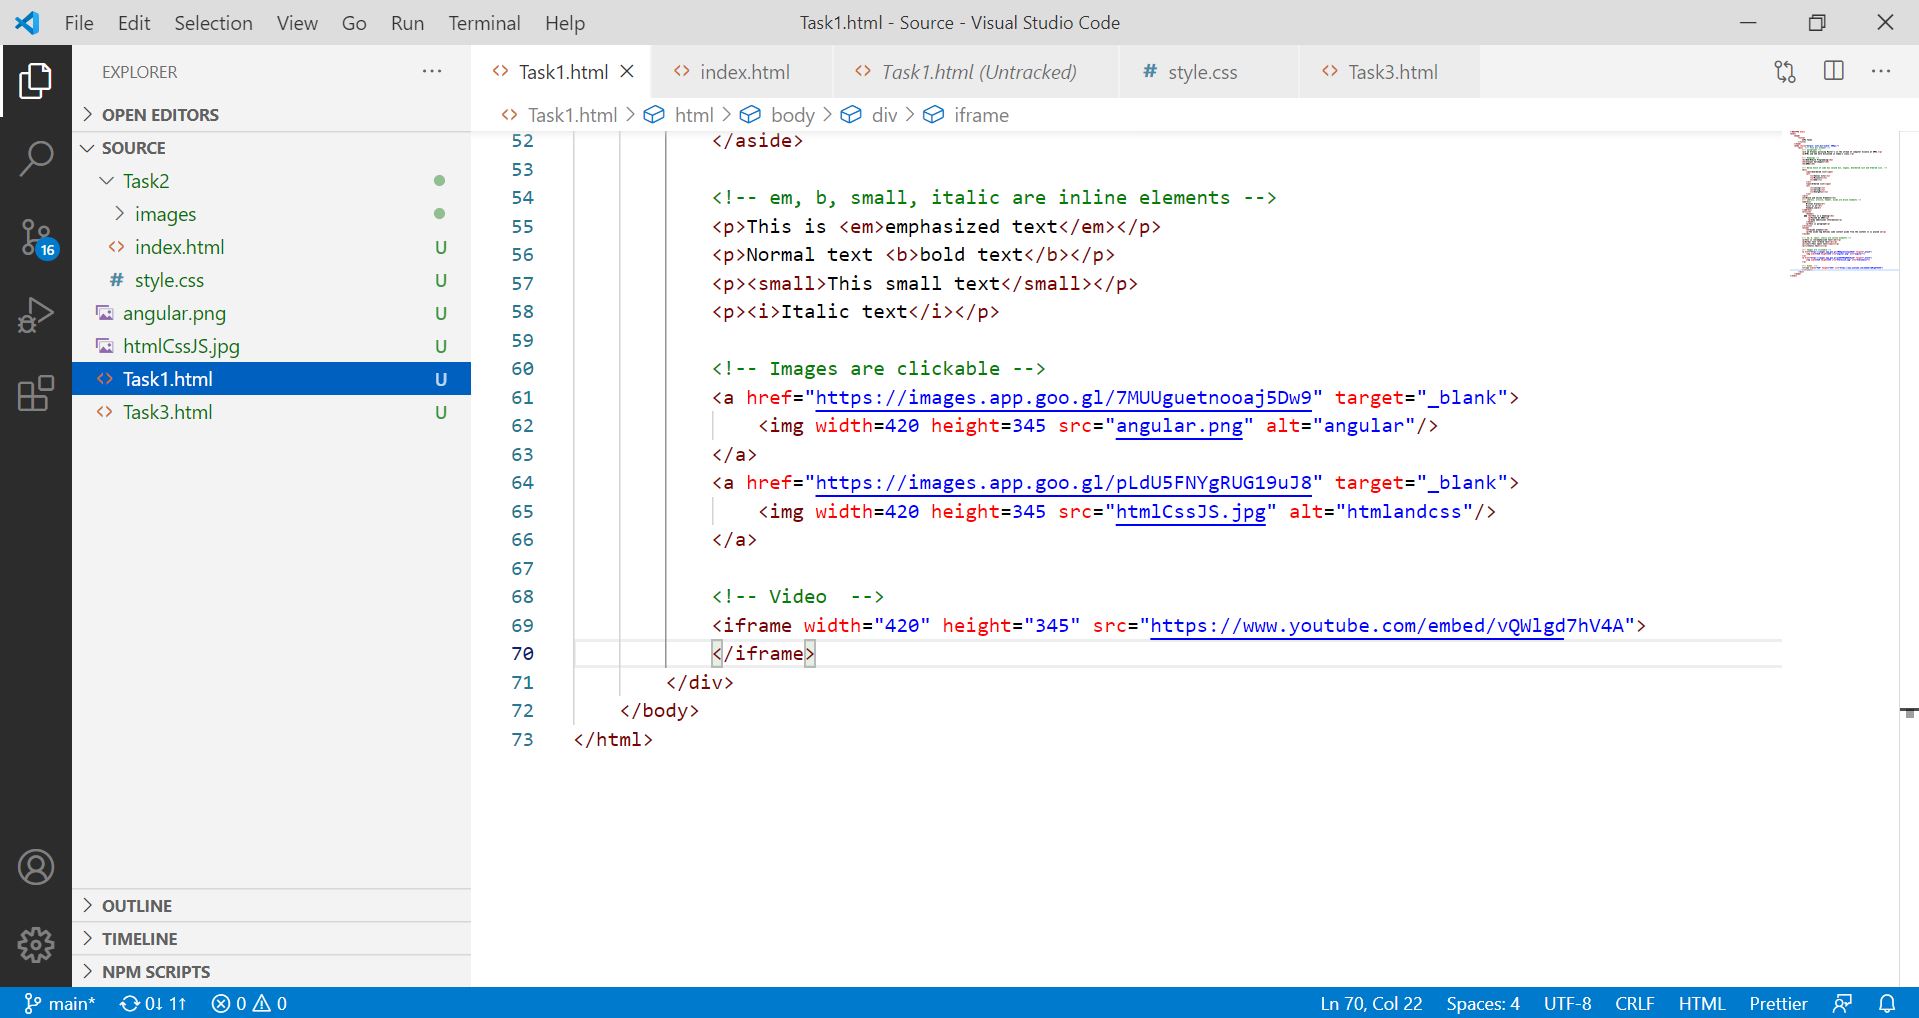 File Edit Selection View Go Run Terminal Help Task1.html - Source - Visual Studio Code
EXPLORER
OPEN EDITORS
SOURCE
Task2
images
index.html U
style.css U
angular.png U
htmlCssJS.jpg U
Task1.html U
Task3.html U
OUTLINE
TIMELINE
NPM SCRIPTS
16
Task1.html index.html Task1.html (Untracked) style.css Task3.html
Task1.html > html > body > div > iframe
52 </aside>
53
54 <!-- em, b, small, italic are inline elements -->
55 <p>This is <em>emphasized text</em></p>
56 <p>Normal text <b>bold text</b></p>
57 <p><small>This small text</small></p>
58 <p><i>Italic text</i></p>
59
60 <!-- Images are clickable -->
61 <a href="https://images.app.goo.gl/7MUUguetnooaj5Dw9" target="_blank">
62 <img width=420 height=345 src="angular.png" alt="angular"/>
63 </a>
64 <a href="https://images.app.goo.gl/pLdU5FNYgRUG19uJ8" target="_blank">
65 <img width=420 height=345 src="htmlCssJS.jpg" alt="htmlandcss"/>
66 </a>
67
68 <!-- Video  -->
69 <iframe width="420" height="345" src="https://www.youtube.com/embed/vQWlgd7hV4A">
70 </iframe>
71 </div>
72 </body>
73 </html>
main* 0↓ 1↑ 0 0 Ln 70, Col 22 Spaces: 4 UTF-8 CRLF HTML Prettier